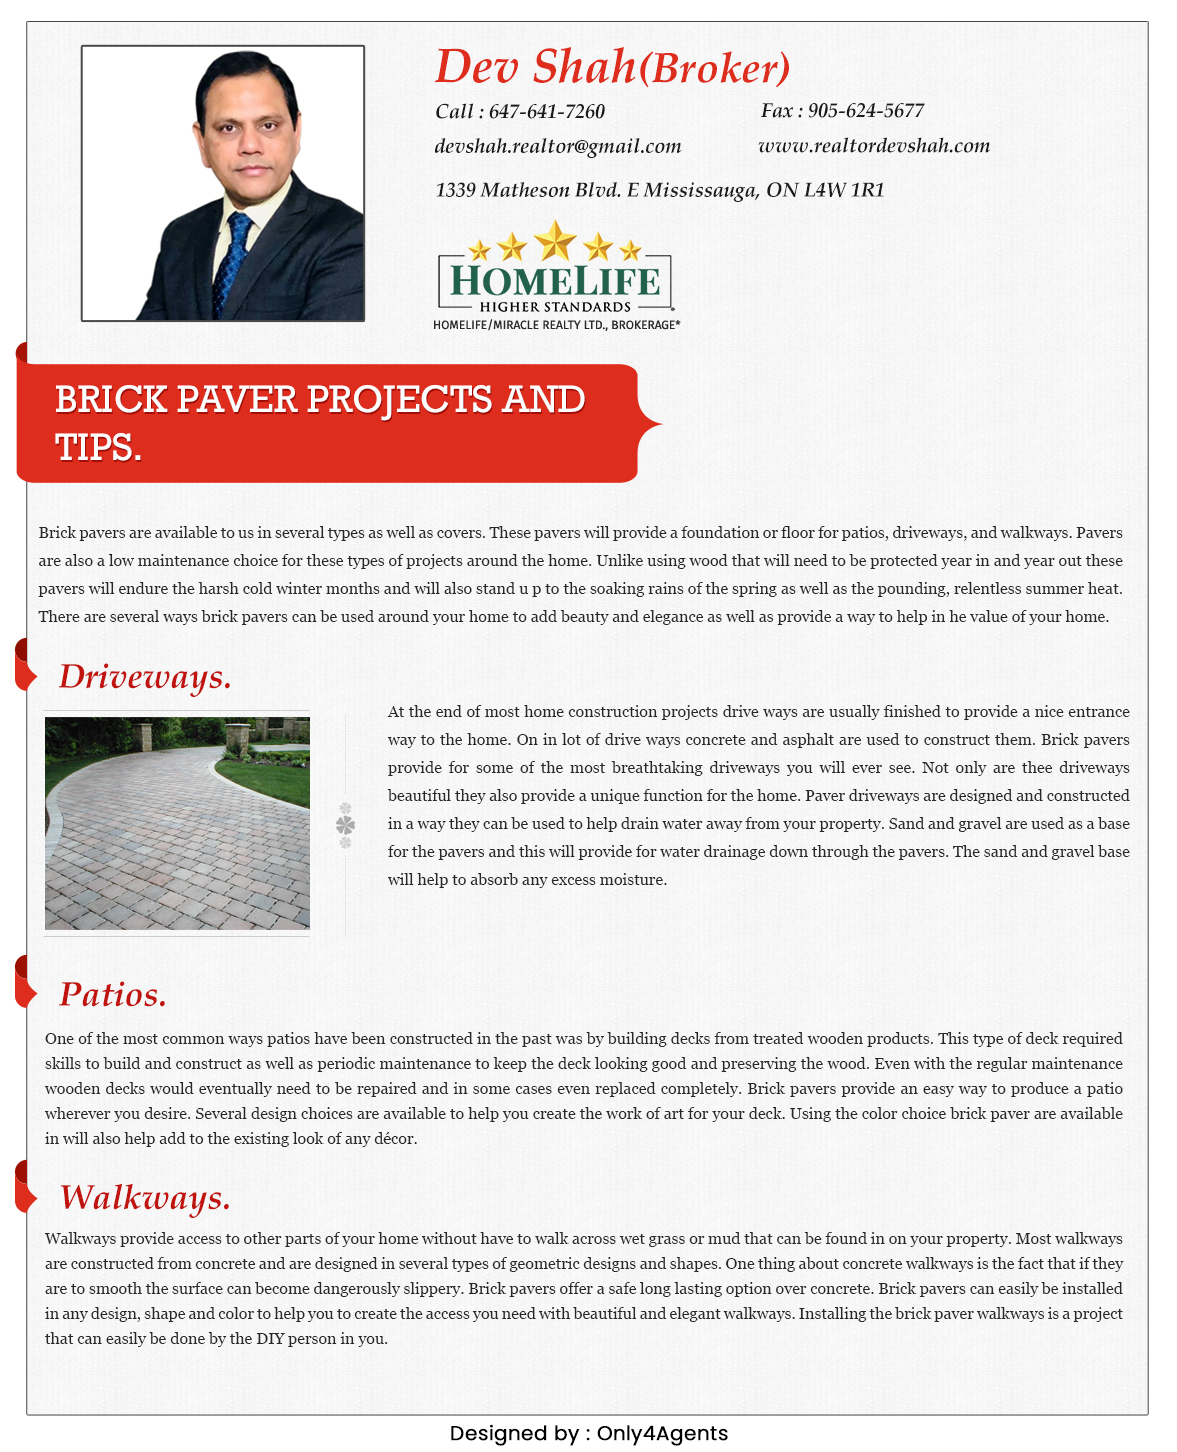 Dev Shah(Broker)
Call : 647-641-7260
Fax : 905-624-5677
devshah.realtor@gmail.com
www.realtordevshah.com
1339 Matheson Blvd. E Mississauga, ON L4W 1R1
HOMELIFE
HIGHER STANDARDS
HOMELIFE/MIRACLE REALTY LTD., BROKERAGE*
BRICK PAVER PROJECTS AND
TIPS.
Brick pavers are available to us in several types as well as covers. These pavers will provide a foundation or floor for patios, driveways, and walkways. Pavers
are also a low maintenance choice for these types of projects around the home. Unlike using wood that will need to be protected year in and year out these
pavers will endure the harsh cold winter months and will also stand u p to the soaking rains of the spring as well as the pounding, relentless summer heat.
There are several ways brick pavers can be used around your home to add beauty and elegance as well as provide a way to help in he value of your home.
Driveways.
At the end of most home construction projects drive ways are usually finished to provide a nice entrance
way to the home. On in lot of drive ways concrete and asphalt are used to construct them. Brick pavers
provide for some of the most breathtaking driveways you will ever see. Not only are thee driveways
beautiful they also provide a unique function for the home. Paver driveways are designed and constructed
in a way they can be used to help drain water away from your property. Sand and gravel are used as a base
for the pavers and this will provide for water drainage down through the pavers. The sand and gravel base
will help to absorb any excess moisture.
Patios.
One of the most common ways patios have been constructed in the past was by building decks from treated wooden products. This type of deck required
skills to build and construct as well as periodic maintenance to keep the deck looking good and preserving the wood. Even with the regular maintenance
wooden decks would eventually need to be repaired and in some cases even replaced completely. Brick pavers provide an easy way to produce a patio
wherever you desire. Several design choices are available to help you create the work of art for your deck. Using the color choice brick paver are available
in will also help add to the existing look of any décor.
Walkways.
Walkways provide access to other parts of your home without have to walk across wet grass or mud that can be found in on your property. Most walkways
are constructed from concrete and are designed in several types of geometric designs and shapes. One thing about concrete walkways is the fact that if they
are to smooth the surface can become dangerously slippery. Brick pavers offer a safe long lasting option over concrete. Brick pavers can easily be installed
in any design, shape and color to help you to create the access you need with beautiful and elegant walkways. Installing the brick paver walkways is a project
that can easily be done by the DIY person in you.
Designed by : Only4Agents